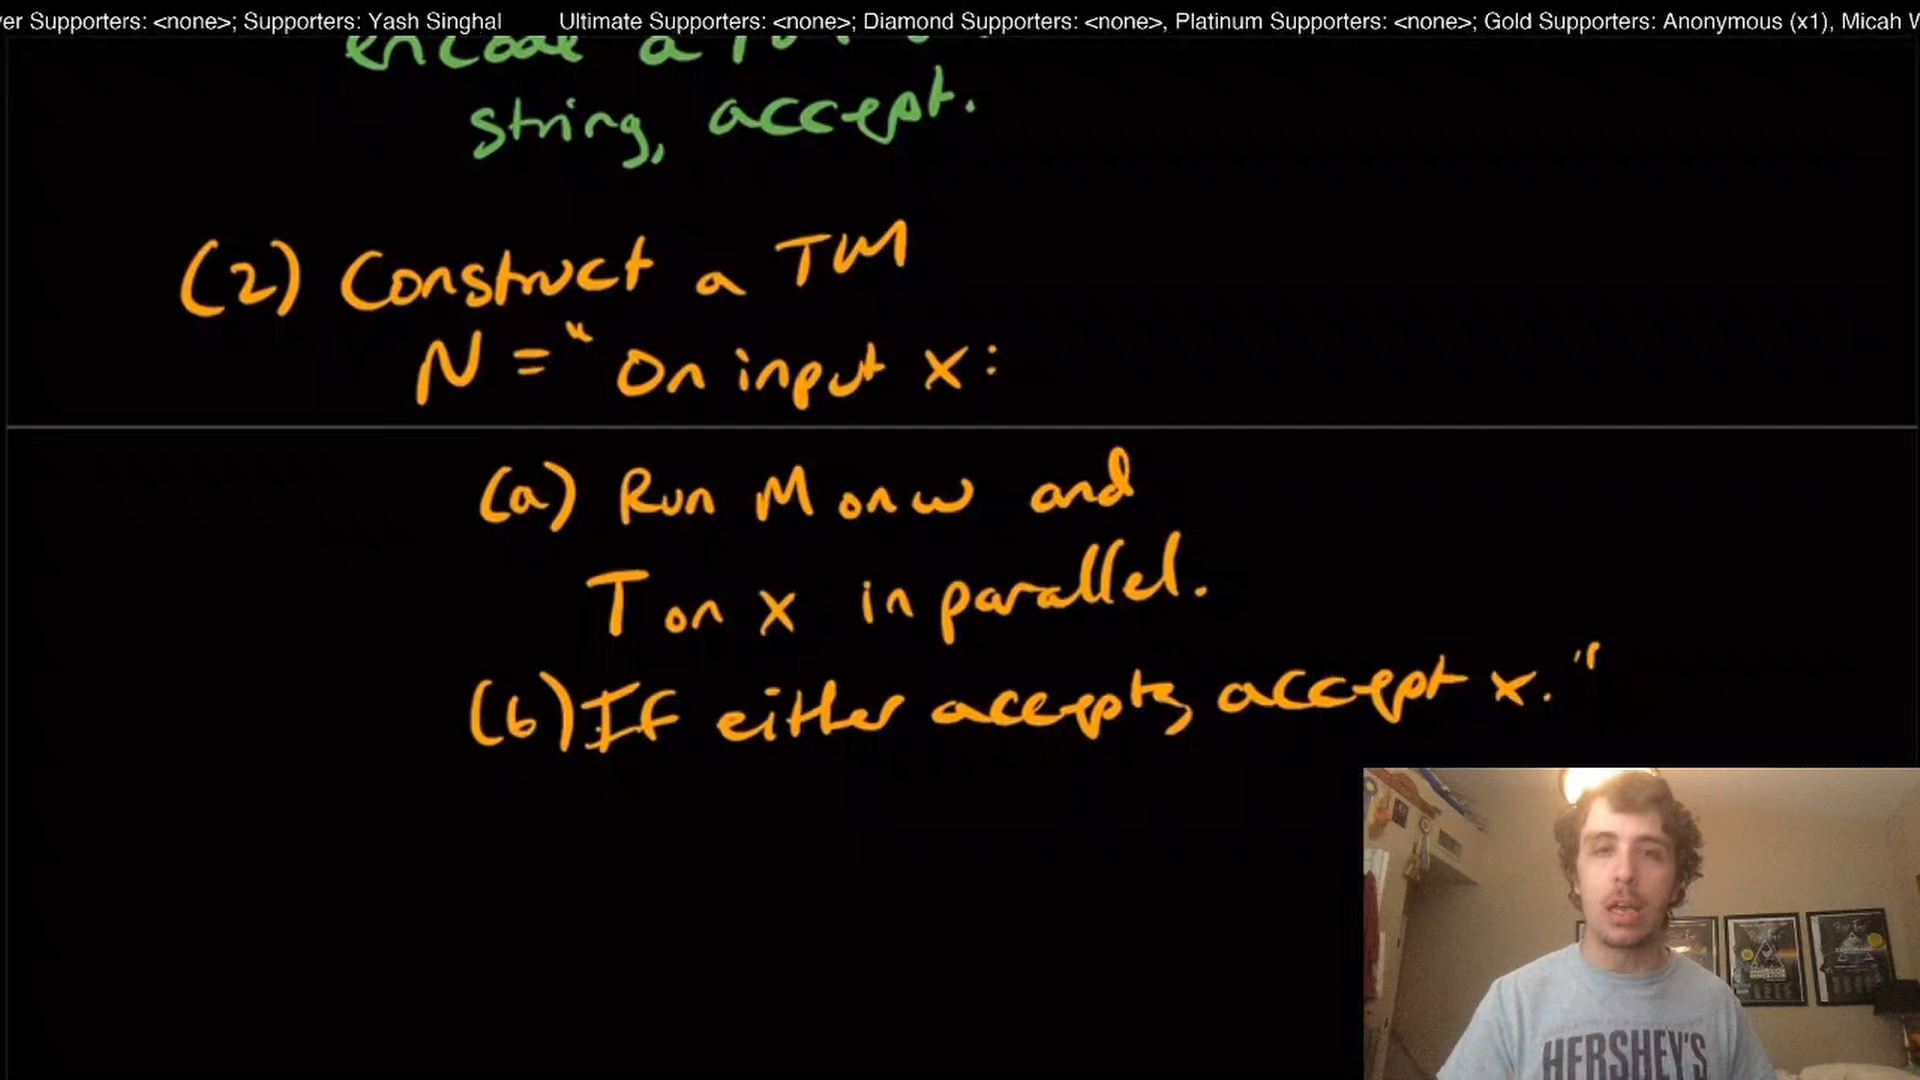 er Supporters: <none>; Supporters: Yash Singhal Ultimate Supporters: <none>; Diamond Supporters: <none>, Platinum Supporters: <none>; Gold Supporters: Anonymous (x1), Micah W
encode a
string, accept.
(2) Construct a TM
N = "On input x:
(a) Run M on w and
T on x in parallel.
(b) If either accepts, accept x."
HERSHEY'S